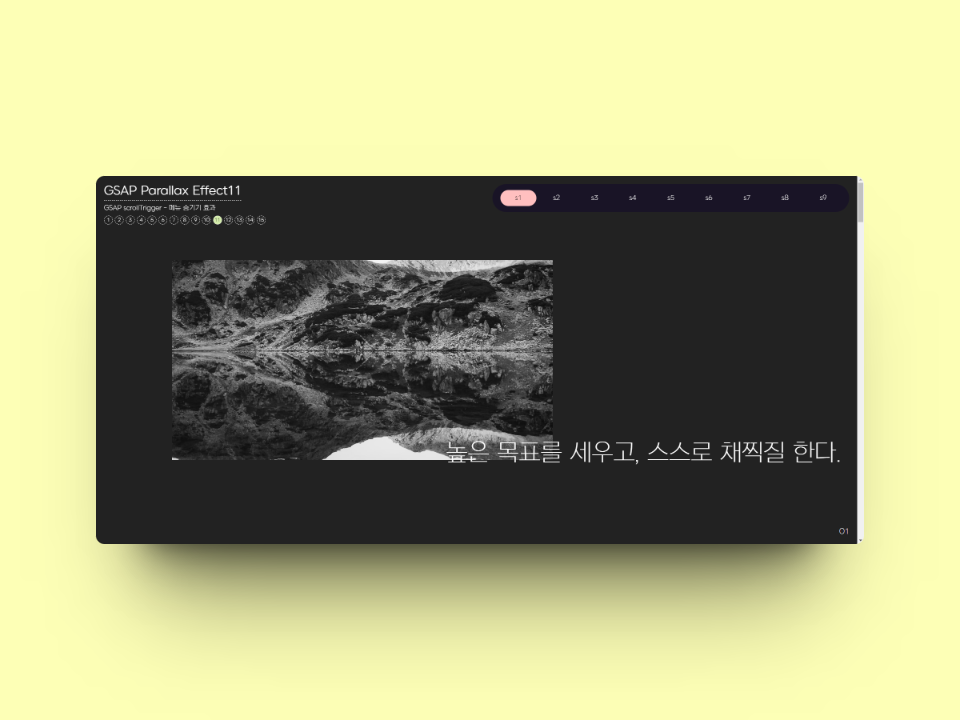 GSAP Parallax Effect11
GSAP scrollTrigger - 메뉴 숨기기 효과
1 2 3 4 5 6 7 8 9 10 11 12 13 14 15
s1 s2 s3 s4 s5 s6 s7 s8 s9
높은 목표를 세우고, 스스로 채찍질 한다.
01